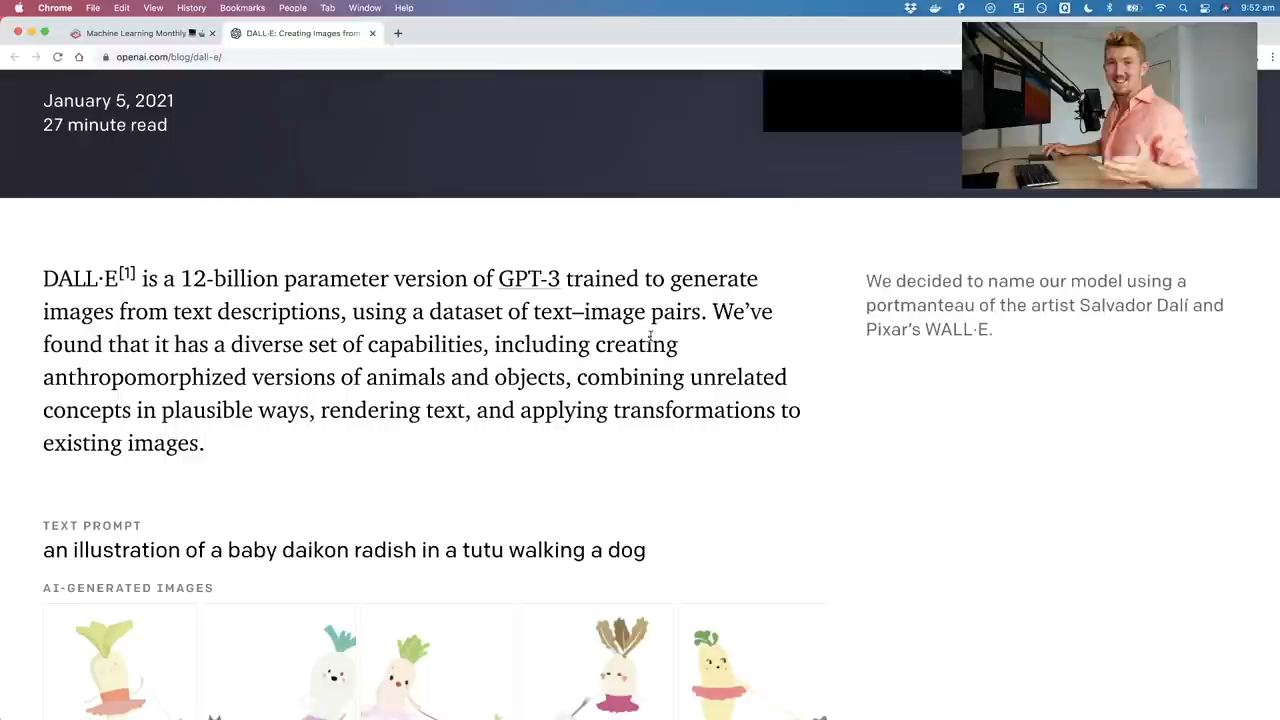 Chrome File Edit View History Bookmarks People Tab Window Help 9:52 am
Machine Learning Monthly DALL·E: Creating Images from
openai.com/blog/dall-e/
January 5, 2021
27 minute read
DALL·E[1] is a 12-billion parameter version of GPT-3 trained to generate
images from text descriptions, using a dataset of text–image pairs. We’ve
found that it has a diverse set of capabilities, including creating
anthropomorphized versions of animals and objects, combining unrelated
concepts in plausible ways, rendering text, and applying transformations to
existing images.
We decided to name our model using a
portmanteau of the artist Salvador Dalí and
Pixar’s WALL·E.
TEXT PROMPT
an illustration of a baby daikon radish in a tutu walking a dog
AI-GENERATED IMAGES